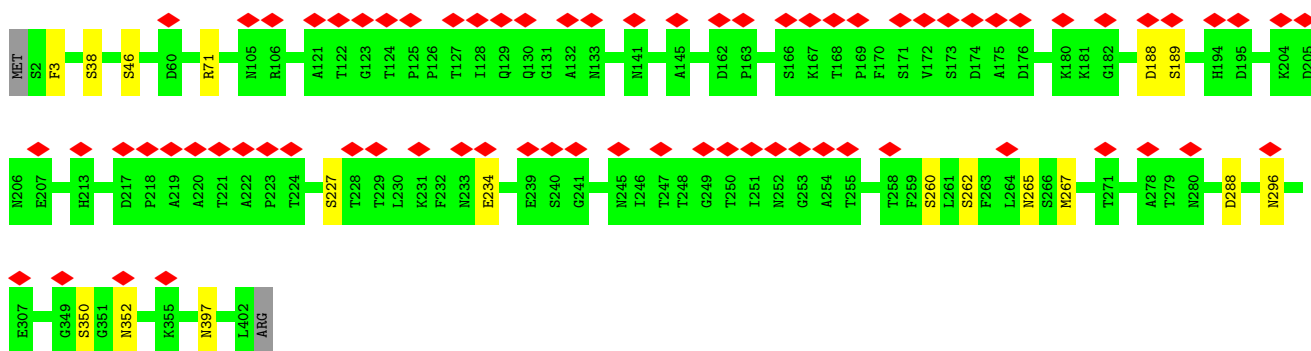 MET S2 F3 S38 S46 D60 R71 N105 R106 A121 T122 G123 T124 P125 P126 T127 I128 Q129 Q130 G131 A132 N133 N141 A145 D162 P163 S166 K167 T168 P169 F170 S171 V172 S173 D174 A175 D176 K180 K181 G182 D188 S189 H194 D195 K204 D205
N206 E207 H213 D217 P218 A219 A220 T221 A222 P223 T224 S227 T228 T229 L230 K231 F232 N233 E234 E239 S240 G241 N245 I246 T247 T248 G249 T250 I251 N252 G253 A254 T255 T258 F259 S260 L261 S262 F263 L264 N265 S266 M267 T271 A278 T279 N280 D288 N296
E307 G349 S350 G351 N352 K355 N397 L402 ARG